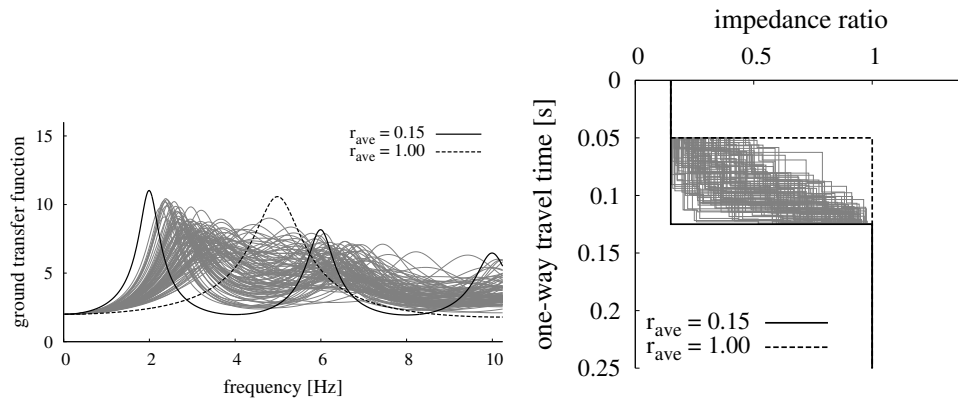 ground transfer function
15
10
5
0
r_ave = 0.15
r_ave = 1.00
0 2 4 6 8 10
frequency [Hz]
impedance ratio
0 0.5 1
one-way travel time [s]
0
0.05
0.1
0.13
0.2
0.25
r_ave = 0.15
r_ave = 1.00